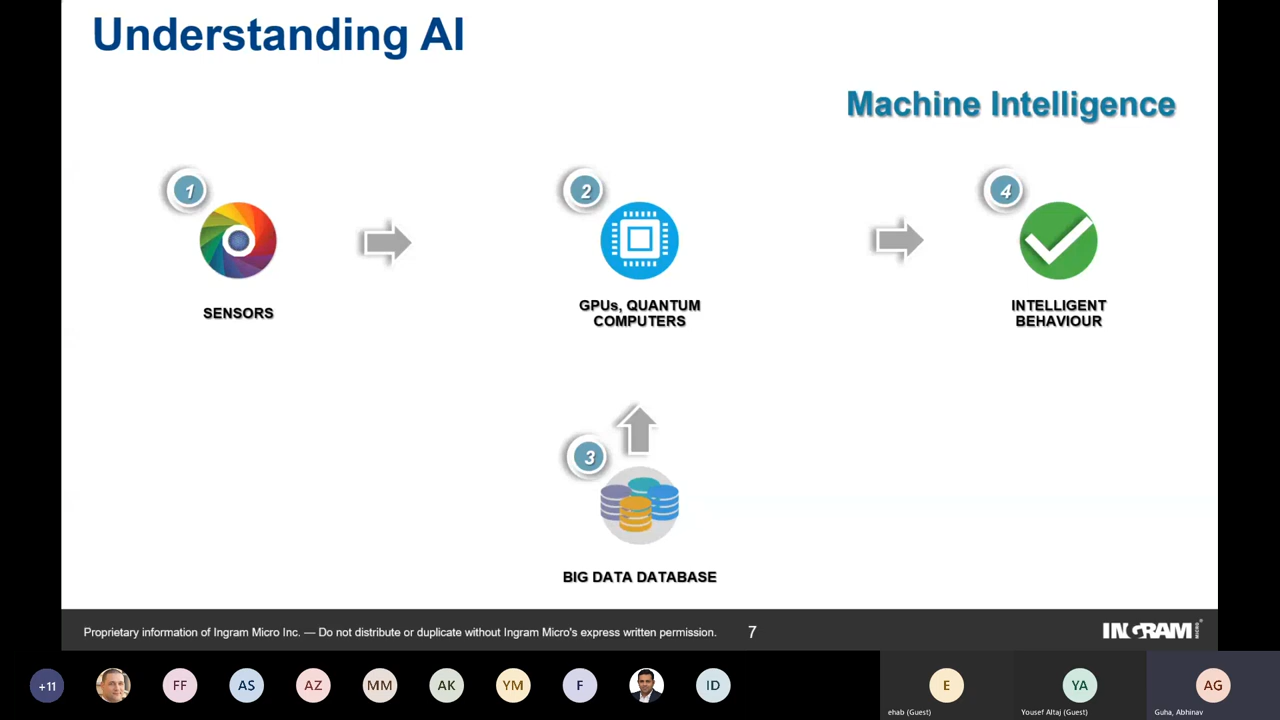 Understanding AI
Machine Intelligence
1
2
4
SENSORS
GPUs, QUANTUM
COMPUTERS
INTELLIGENT
BEHAVIOUR
3
BIG DATA DATABASE
Proprietary information of Ingram Micro Inc. — Do not distribute or duplicate without Ingram Micro's express written permission.
7
INGRAM MICRO®
+11
FF
AS
AZ
MM
AK
YM
F
ID
E
YA
AG
ehab (Guest)
Yousef Altaj (Guest)
Guha, Abhinav